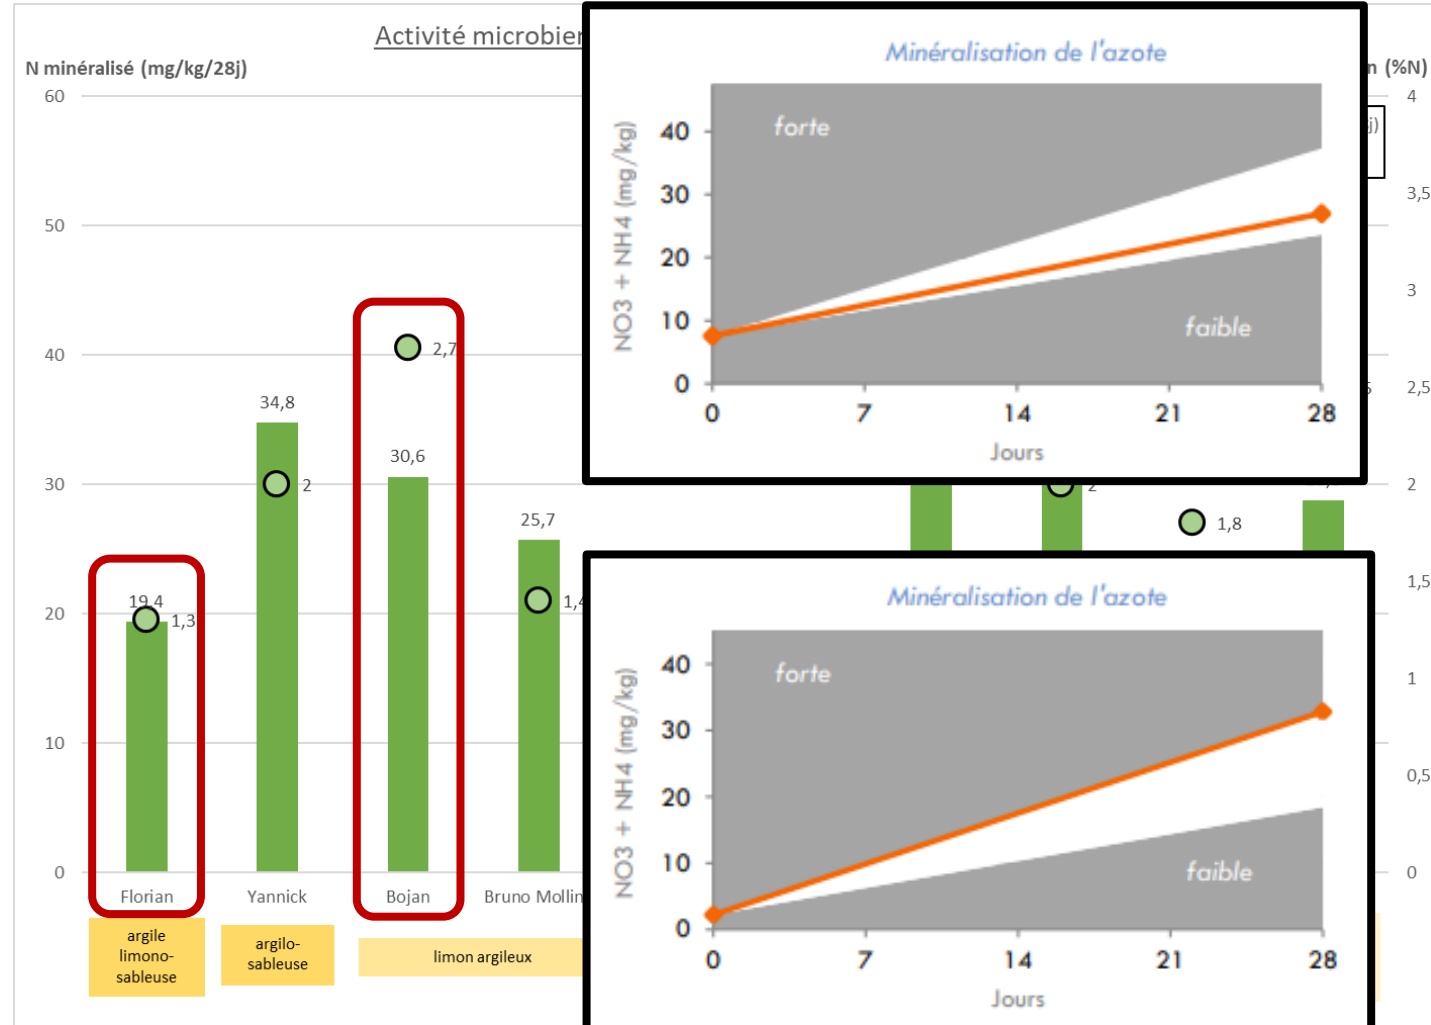 Activité microbier
N minéralisé (mg/kg/28j)
n (%N)
60
50
40
30
20
10
0
4
3,5
3
2,5
2
1,5
1
0,5
0
j)
19,4
1,3
34,8
2
2,7
30,6
25,7
1,4
2
1,8
Florian
Yannick
Bojan
Bruno Mollin
argile
limono-
sableuse
argilo-
sableuse
limon argileux
Minéralisation de l'azote
NO3 + NH4 (mg/kg)
40
30
20
10
0
forte
faible
0 7 14 21 28
Jours
Minéralisation de l'azote
NO3 + NH4 (mg/kg)
40
30
20
10
0
forte
faible
0 7 14 21 28
Jours